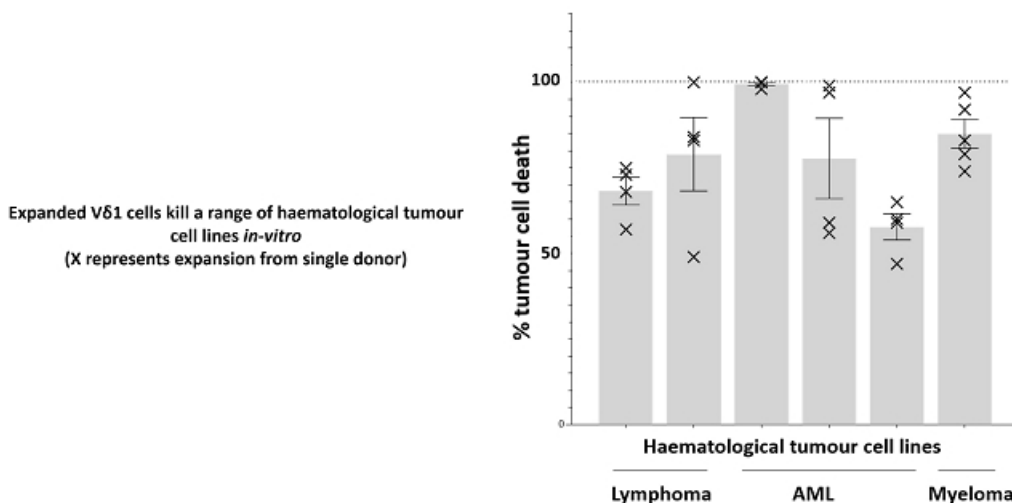 Expanded Vδ1 cells kill a range of haematological tumour
cell lines in-vitro
(X represents expansion from single donor)
% tumour cell death
100
50
0
Haematological tumour cell lines
Lymphoma
AML
Myeloma